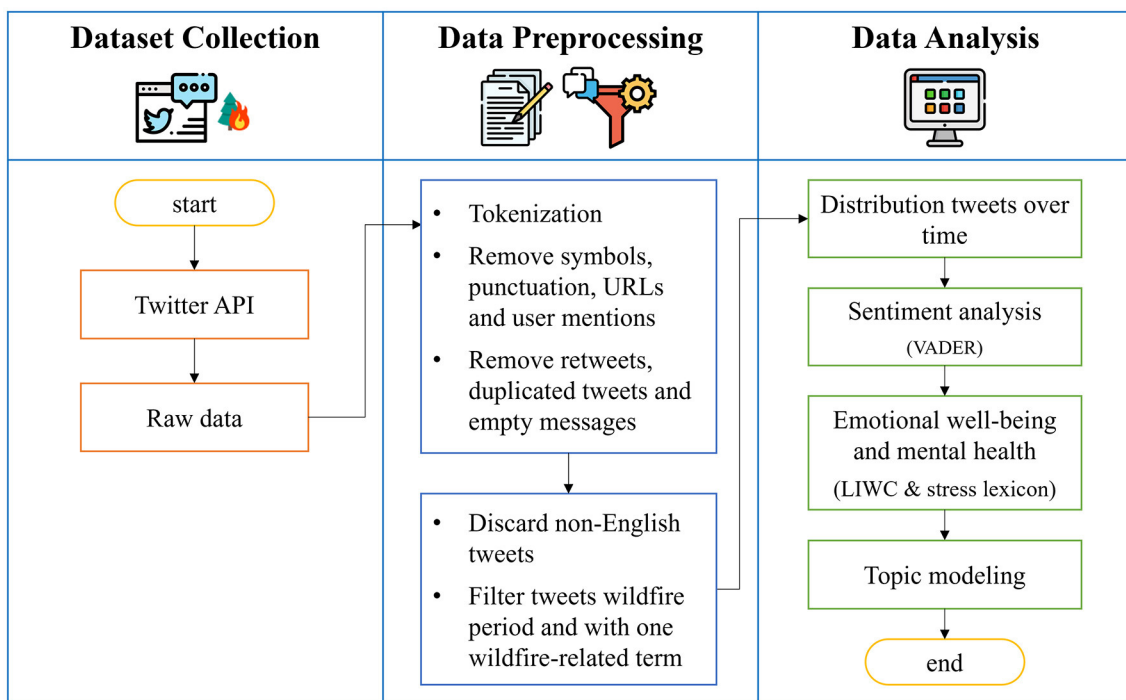 Dataset Collection
start
Twitter API
Raw data
Data Preprocessing
• Tokenization
• Remove symbols,
punctuation, URLs
and user mentions
• Remove retweets,
duplicated tweets and
empty messages
• Discard non-English
tweets
• Filter tweets wildfire
period and with one
wildfire-related term
Data Analysis
Distribution tweets over
time
Sentiment analysis
(VADER)
Emotional well-being
and mental health
(LIWC & stress lexicon)
Topic modeling
end